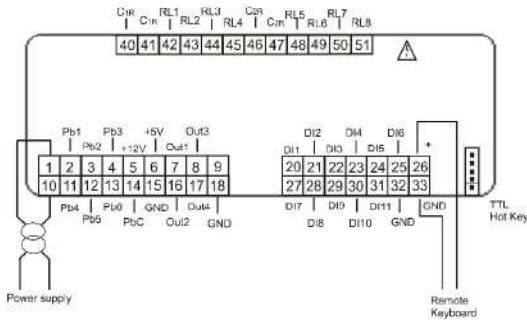 C1R RL1 RL3 C2R RL5 RL7
C1R RL2 RL4 C2R RL6 RL8
40 41 42 43 44 45 46 47 48 49 50 51
Pb1 Pb3 +5V Out3 DI2 DI4 DI6
Pb2 +12V Out1 DI1 DI3 DI5 +
1 2 3 4 5 6 7 8 9 20 21 22 23 24 25 26
10 11 12 13 14 15 16 17 18 27 28 29 30 31 32 33
Pb4 Pb6 GND Out4 DI7 DI9 DI11 GND
Pb5 PbC Out2 GND DI8 DI10 GND
TTL
Hot Key
Power supply
Remote
Keyboard